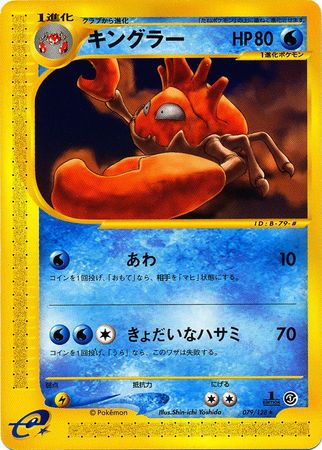 1進化
クラブから進化
キングラー
HP80
1進化ポケモン
ID:B-79-#
あわ 10
コインを1回投げ、「おもて」なら、相手を「マヒ」状態にする。
きょだいなハサミ 70
コインを1回投げ、「うら」なら、このワザは失敗する。
弱点 抵抗力 にげる
©Pokémon Illus.Shin-ichi Yoshida 079/128 ★
1 EDITION
e